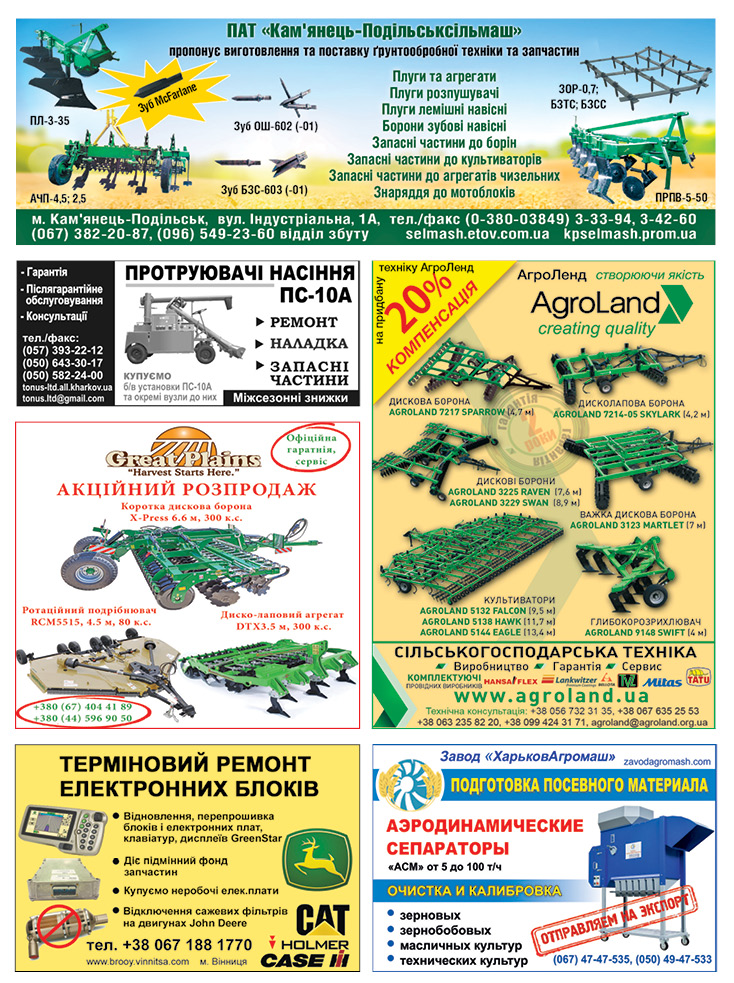 ПАТ «Кам'янець-Подільськсільмаш»
пропонує виготовлення та поставку ґрунтообробної техніки та запчастин
ПЛ-3-35
Зуб McFarlane
Зуб ОШ-602 (-01)
Зуб БЗС-603 (-01)
АЧП-4,5; 2,5
Плуги та агрегати
Плуги розпушувачі
Плуги лемішні навісні
Борони зубові навісні
Запасні частини до борін
Запасні частини до культиваторів
Запасні частини до агрегатів чизельних
Знаряддя до мотоблоків
ЗОР-0,7;
БЗТС; БЗСС
ПРПВ-5-50
м. Кам'янець-Подільськ, вул. Індустріальна, 1А, тел./факс (0-380-03849) 3-33-94, 3-42-60
(067) 382-20-87, (096) 549-23-60 відділ збуту selmash.etov.com.ua kpselmash.prom.ua
- Гарантія
- Післягарантійне
обслуговування
- Консультації
тел./факс:
(057) 393-22-12
(050) 643-30-17
(050) 582-24-00
tonus-ltd.all.kharkov.ua
tonus.ltd@gmail.com
ПРОТРУЮВАЧІ НАСІННЯ
ПС-10А
РЕМОНТ
НАЛАДКА
ЗАПАСНІ
ЧАСТИНИ
КУПУЄМО
б/в установки ПС-10А
та окремі вузли до них
Міжсезонні знижки
Great Plains
"Harvest Starts Here."
Офіційна
гаратнія,
сервіс
АКЦІЙНИЙ РОЗПРОДАЖ
Коротка дискова борона
X-Press 6.6 м, 300 к.с.
Ротаційний подрібнювач
RCM5515, 4.5 м, 80 к.с.
Диско-лаповий агрегат
DTX3.5 м, 300 к.с.
+380 (67) 404 41 89
+380 (44) 596 90 50
на придбану
техніку АгроЛенд
20%
КОМПЕНСАЦІЯ
АгроЛенд створюючи якість
AgroLand
creating quality
ДИСКОВА БОРОНА
AGROLAND 7217 SPARROW (4,7 м)
ДИСКОЛАПОВА БОРОНА
AGROLAND 7214-05 SKYLARK (4,2 м)
гарантія
2
роки
гарантія
ДИСКОВІ БОРОНИ
AGROLAND 3225 RAVEN (7,6 м)
AGROLAND 3229 SWAN (8,9 м)
ВАЖКА ДИСКОВА БОРОНА
AGROLAND 3123 MARTLET (7 м)
КУЛЬТИВАТОРИ
AGROLAND 5132 FALCON (9,5 м)
AGROLAND 5138 HAWK (11,7 м)
AGROLAND 5144 EAGLE (13,4 м)
ГЛИБОКОРОЗРИХЛЮВАЧ
AGROLAND 9148 SWIFT (4 м)
СІЛЬСЬКОГОСПОДАРСЬКА ТЕХНІКА
Виробництво Гарантія Сервис
КОМПЛЕКТУЮЧІ
ПРОВІДНИХ ВИРОБНИКІВ
HANSA FLEX
Lankwitzer
BELLOTA
Mitas
TATU
www.agroland.ua
Технічна консультація: +38 056 732 31 35, +38 067 635 25 53
+38 063 235 82 20, +38 099 424 31 71, agroland@agroland.org.ua
ТЕРМІНОВИЙ РЕМОНТ
ЕЛЕКТРОННИХ БЛОКІВ
Відновлення, перепрошивка
блоків і електронних плат,
клавіатур, дисплеїв GreenStar
Діє підмінний фонд
запчастин
Купуємо неробочі елек.плати
Відключення сажевих фільтрів
на двигунах John Deere
тел. +38 067 188 1770
www.brooy.vinnitsa.com м. Вінниця
CAT
HOLMER
CASE IH
Завод «ХарьковАгромаш» zavodagromash.com
ПОДГОТОВКА ПОСЕВНОГО МАТЕРИАЛА
АЭРОДИНАМИЧЕСКИЕ
СЕПАРАТОРЫ
«АСМ» от 5 до 100 т/ч
ОЧИСТКА И КАЛИБРОВКА
зерновых
зернобобовых
масличных культур
технических культур
ОТПРАВЛЯЕМ НА ЭКСПОРТ
(067) 47-47-535, (050) 49-47-533